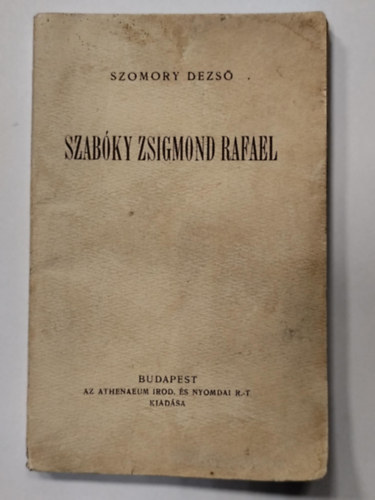 SZOMORY DEZSŐ
SZABÓKY ZSIGMOND RAFAEL
BUDAPEST
AZ ATHENAEUM IROD. ÉS NYOMDAI R.-T.
KIADÁSA